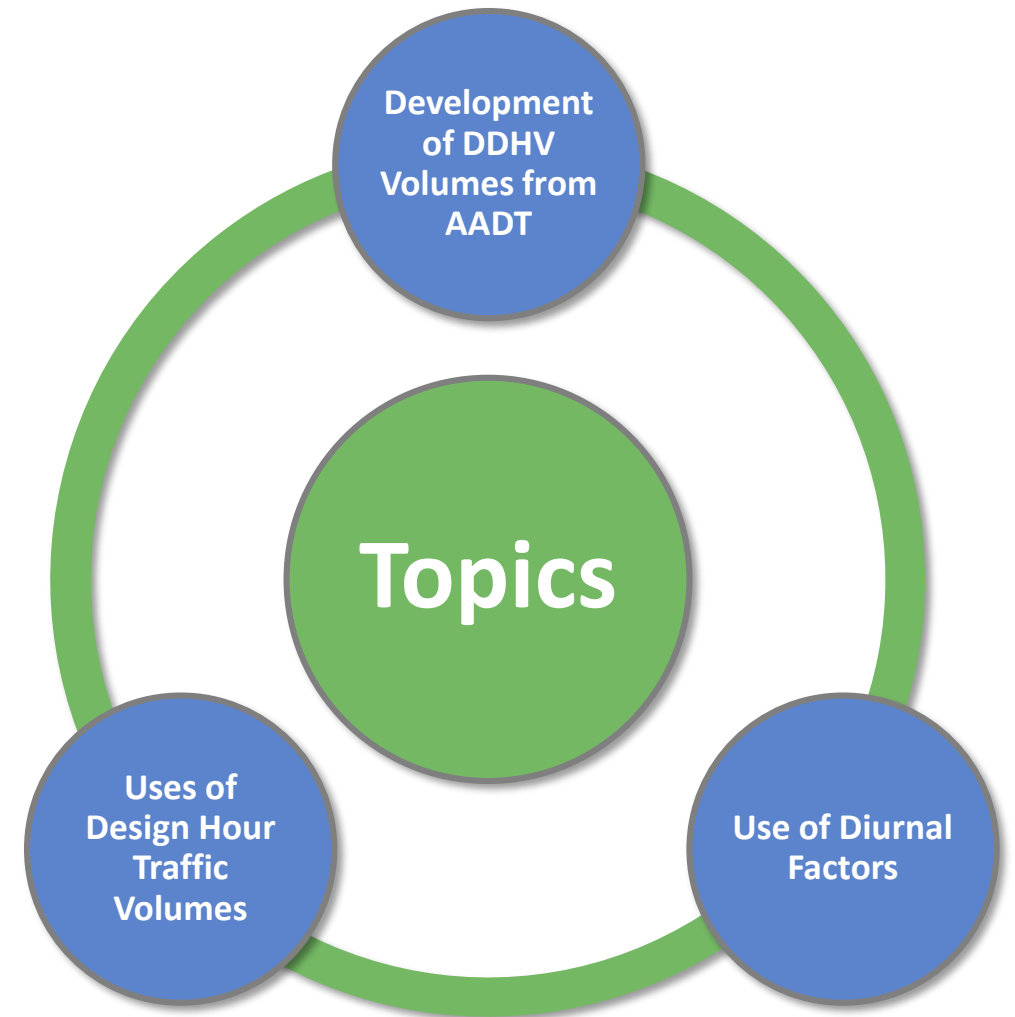 Development
of DDHV
Volumes from
AADT
Topics
Uses of
Design Hour
Traffic
Volumes
Use of Diurnal
Factors